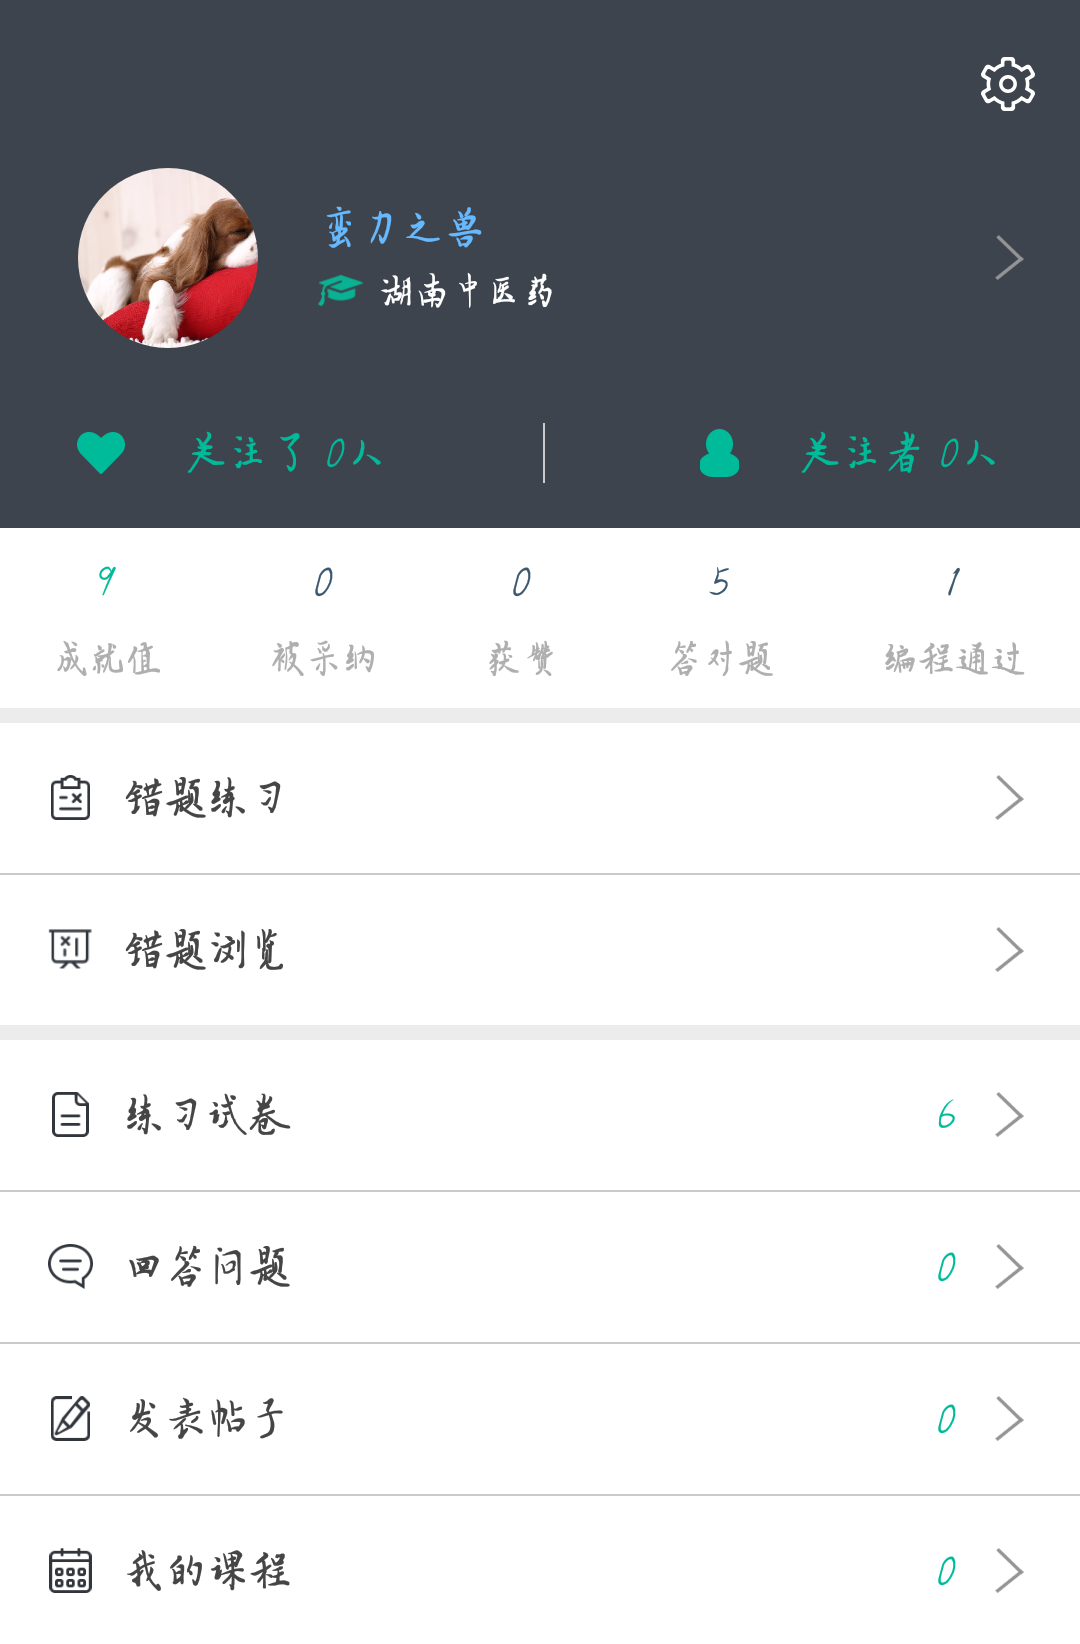 蛮力之兽
湖南中医药
关注了 0人
关注者 0人
9 0 0 5 1
成就值 被采纳 获赞 答对题 编程通过
错题练习
错题浏览
练习试卷 6
回答问题 0
发表帖子 0
我的课程 0